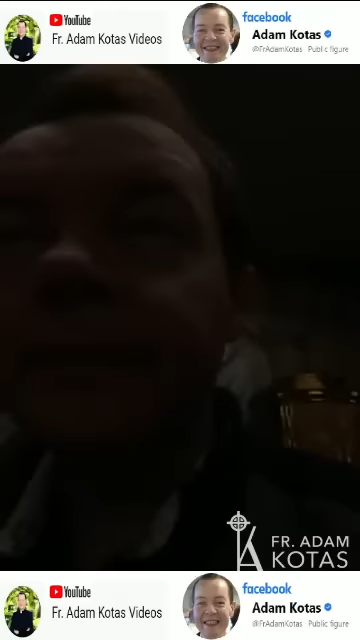 YouTube
Fr. Adam Kotas Videos
facebook
Adam Kotas
@FrAdamKotas · Public figure
FR. ADAM
KOTAS
YouTube
Fr. Adam Kotas Videos
facebook
Adam Kotas
@FrAdamKotas · Public figure